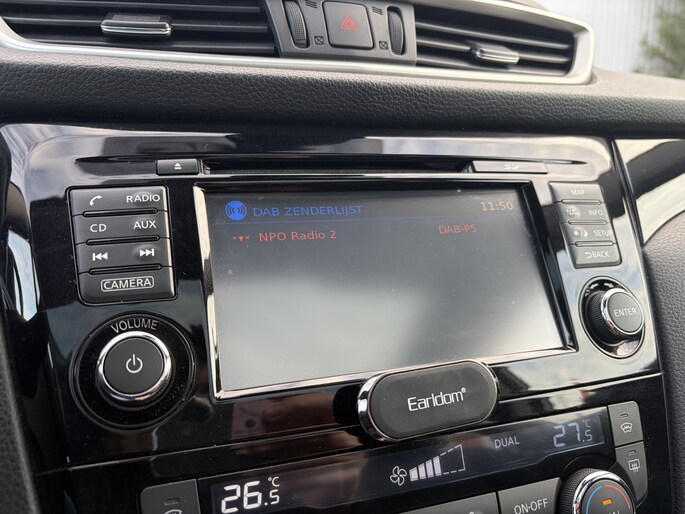 DAB ZENDERLIJST 11:50
NPO Radio 2 DAB-P5
RADIO
CD AUX
CAMERA
VOLUME
MAP
INFO
SETUP
BACK
ENTER
Earldom®
26.5 °C
DUAL
27.5 °C
ON·OFF